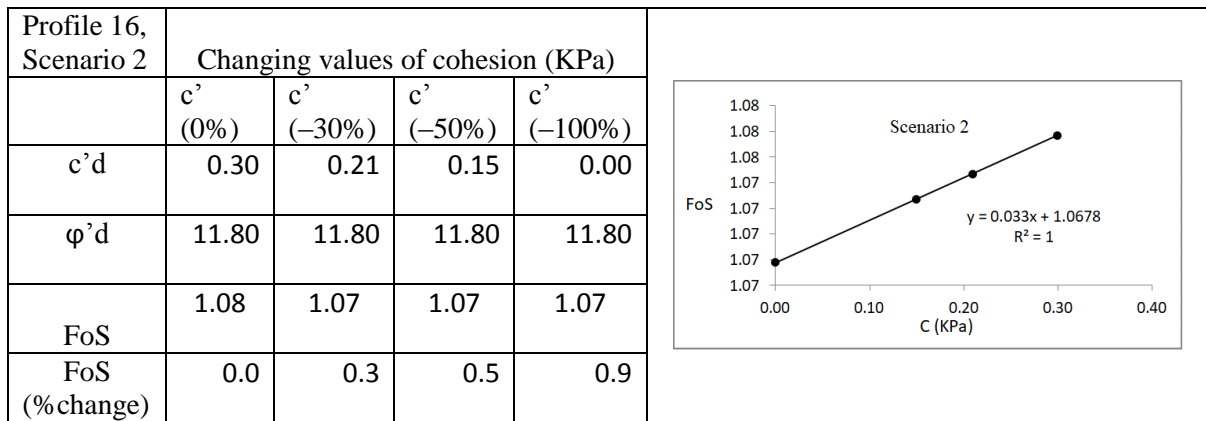 Profile 16,
Scenario 2
Changing values of cohesion (KPa)
c’ (0%) c’ (–30%) c’ (–50%) c’ (–100%)
c’d 0.30 0.21 0.15 0.00
φ’d 11.80 11.80 11.80 11.80
FoS 1.08 1.07 1.07 1.07
FoS (%change) 0.0 0.3 0.5 0.9
Scenario 2
1.08
1.08
1.08
1.07
1.07
1.07
1.07
1.07
FoS
y = 0.033x + 1.0678
R² = 1
0.00 0.10 0.20 0.30 0.40
C (KPa)